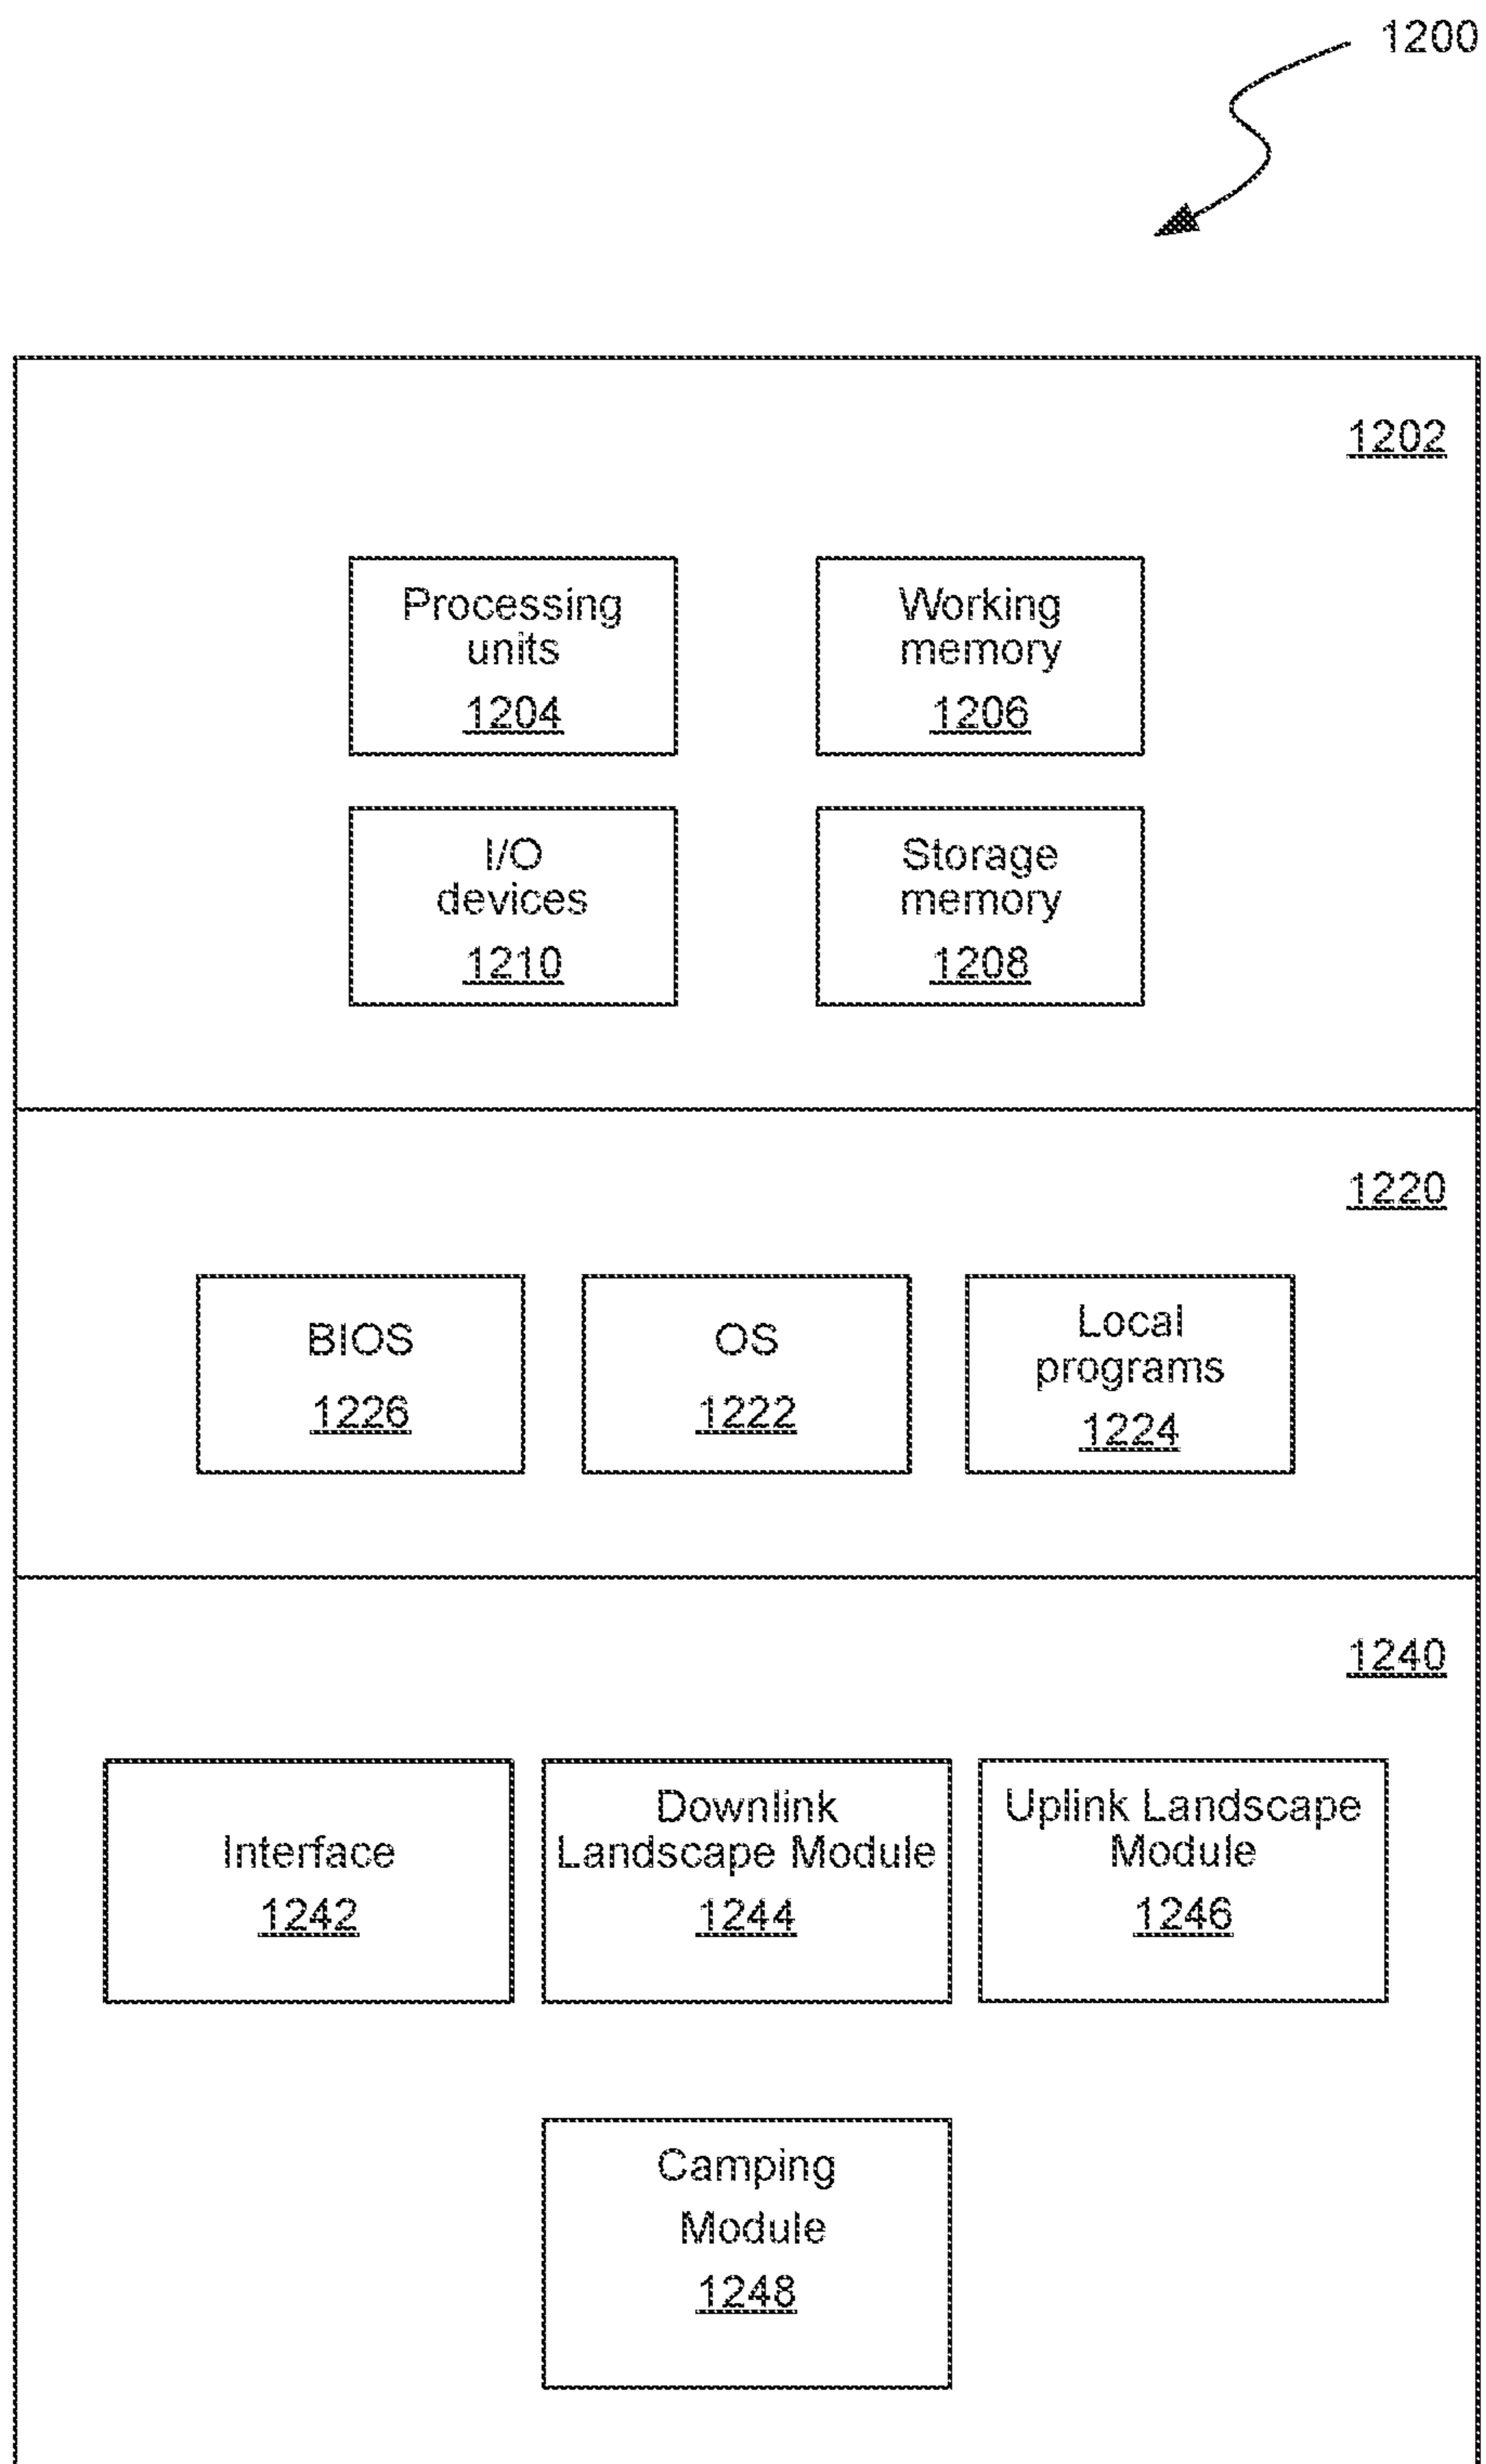 1200
1202
Processing
units
1204
Working
memory
1206
I/O
devices
1210
Storage
memory
1208
1220
BIOS
1226
OS
1222
Local
programs
1224
1240
Interface
1242
Downlink
Landscape Module
1244
Uplink Landscape
Module
1246
Camping
Module
1248